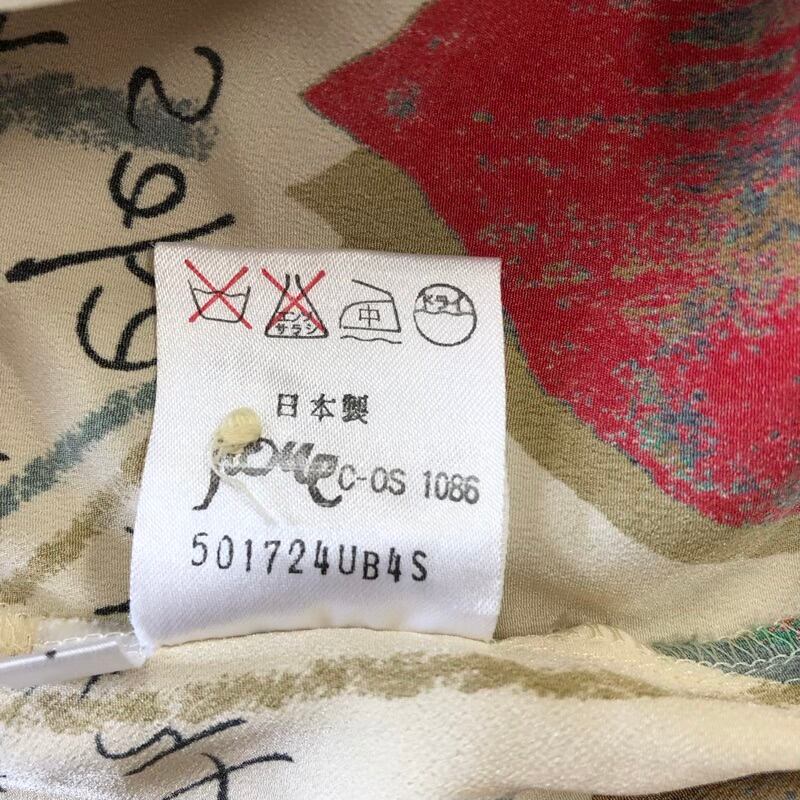 エンソ
サラシ
中
ドライ
日本製
C-OS 1086
501724UB4S